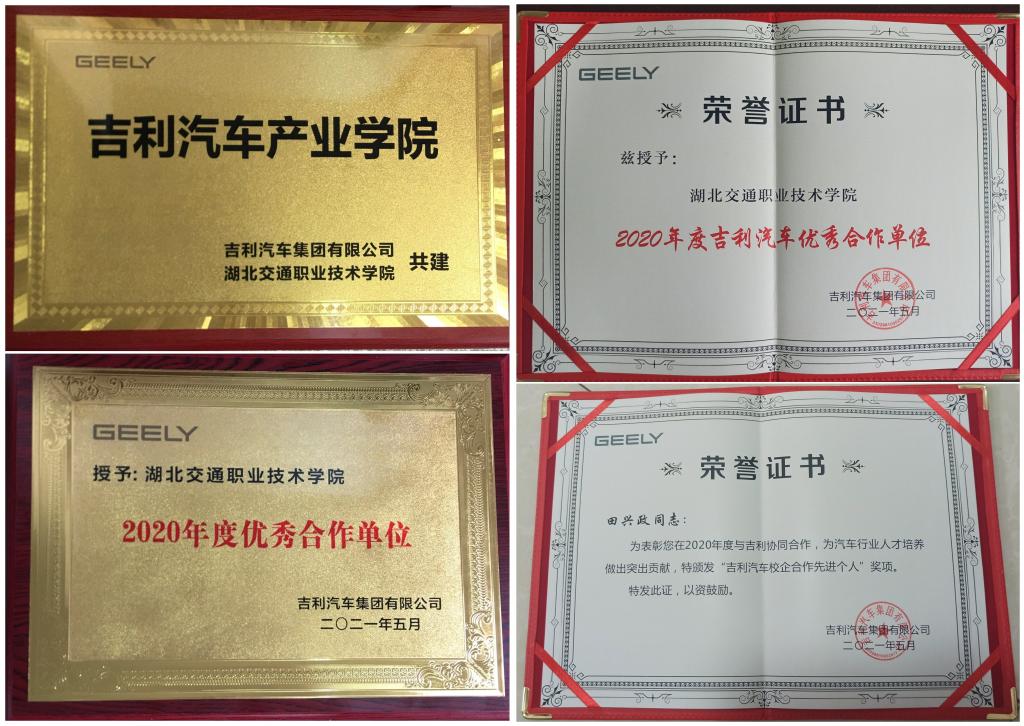 GEELY
吉利汽车产业学院
吉利汽车集团有限公司
湖北交通职业技术学院
共建
GEELY
荣誉证书
兹授予：
湖北交通职业技术学院
2020年度吉利汽车优秀合作单位
吉利汽车集团有限公司
二〇二一年五月
GEELY
授予: 湖北交通职业技术学院
2020年度优秀合作单位
吉利汽车集团有限公司
二〇二一年五月
GEELY
荣誉证书
田兴政同志：
为表彰您在2020年度与吉利协同合作，为汽车行业人才培养
做出突出贡献，特颁发“吉利汽车校企合作先进个人”奖项。
特发此证，以资鼓励。
吉利汽车集团有限公司
二〇二一年五月